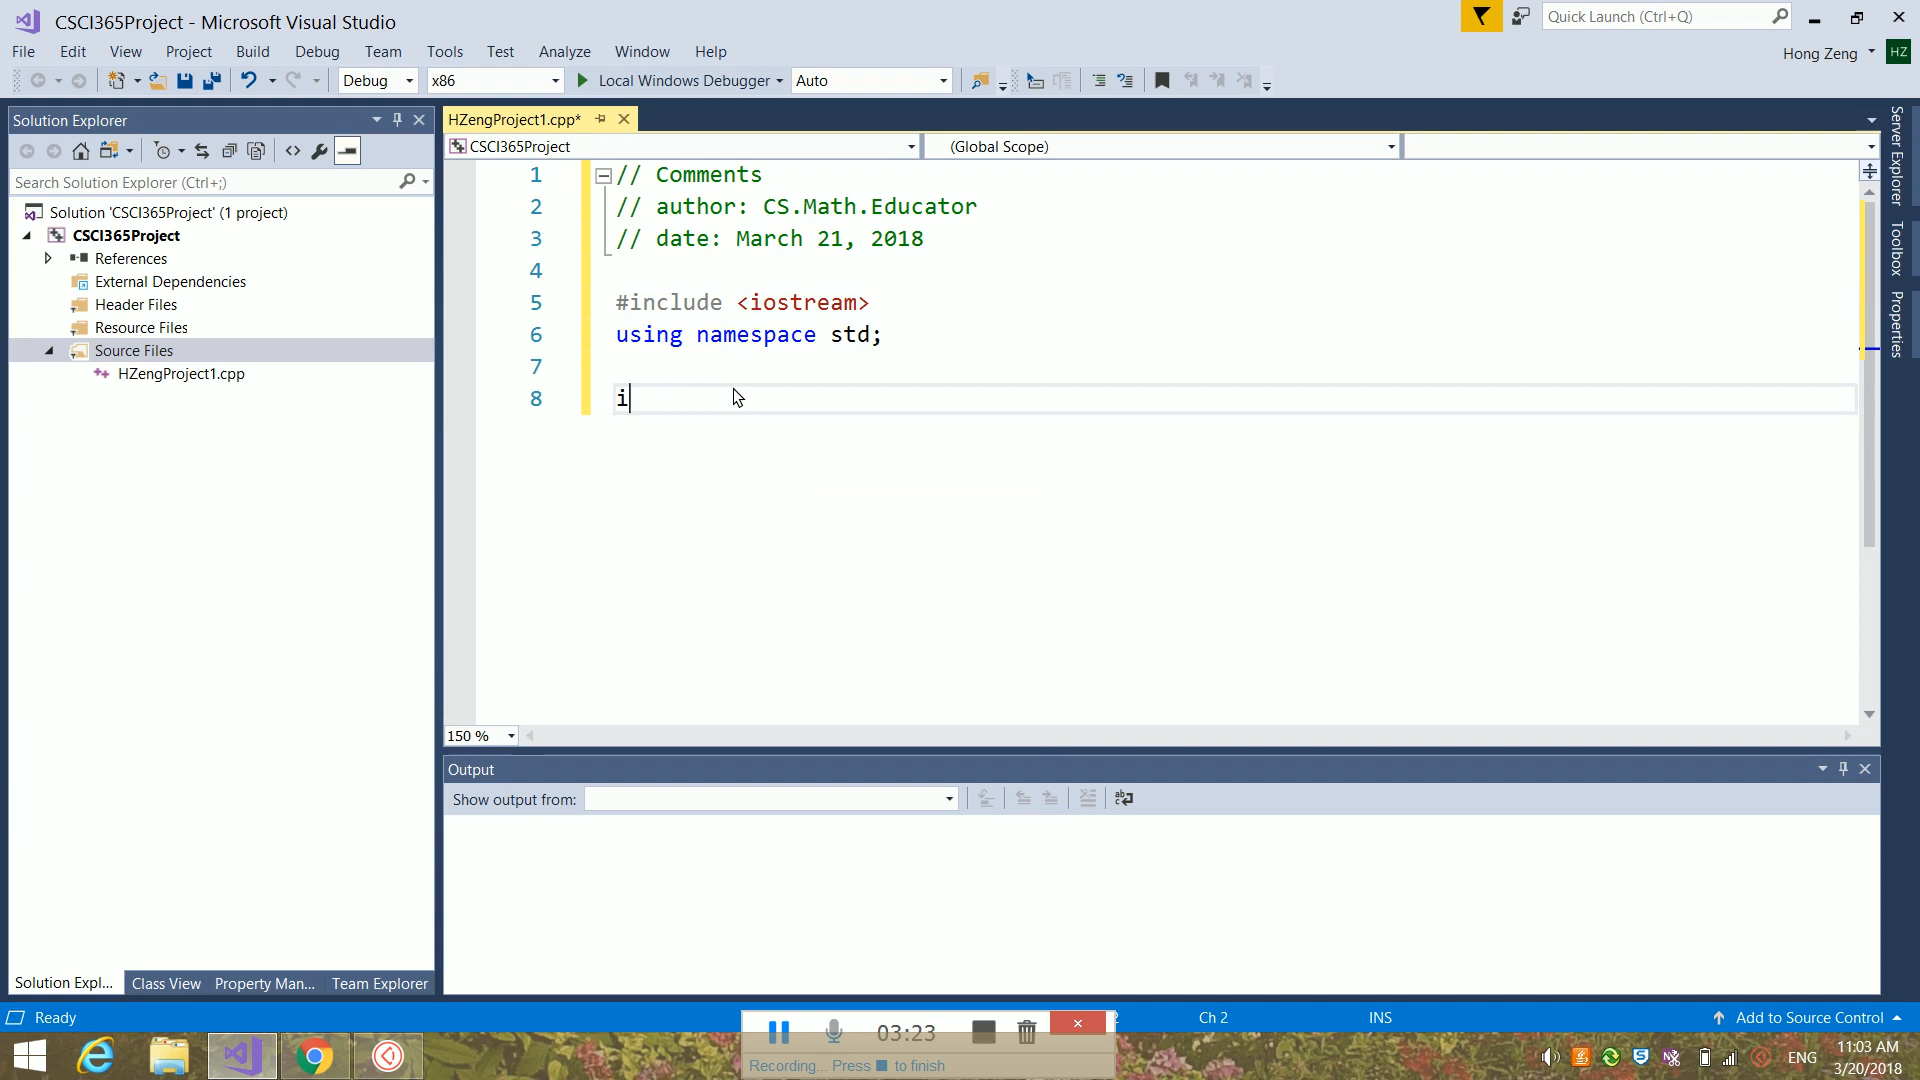 CSCI365Project - Microsoft Visual Studio
Quick Launch (Ctrl+Q)
File Edit View Project Build Debug Team Tools Test Analyze Window Help
Hong Zeng HZ
Debug x86 Local Windows Debugger Auto
Solution Explorer
HZengProject1.cpp*
CSCI365Project (Global Scope)
Search Solution Explorer (Ctrl+;)
Solution 'CSCI365Project' (1 project)
CSCI365Project
References
External Dependencies
Header Files
Resource Files
Source Files
HZengProject1.cpp
1 // Comments
2 // author: CS.Math.Educator
3 // date: March 21, 2018
4
5 #include <iostream>
6 using namespace std;
7
8 i
Server Explorer
Toolbox
Properties
150 %
Output
Show output from:
Solution Expl... Class View Property Man... Team Explorer
Ready
Ch 2 INS Add to Source Control
03:23
Recording... Press to finish
ENG
11:03 AM
3/20/2018